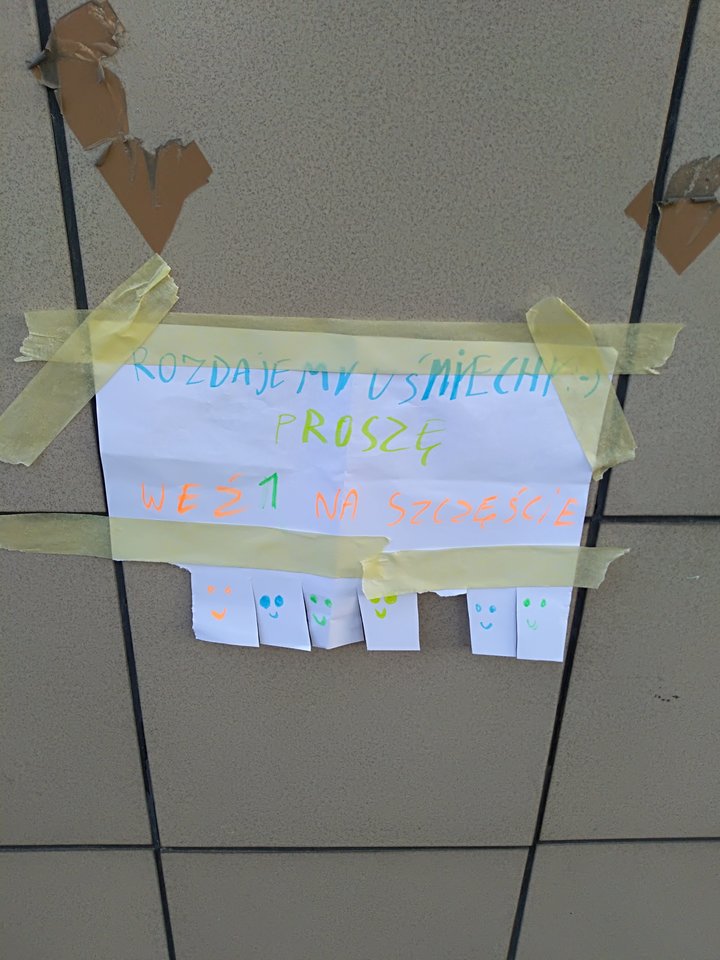 ROZDAJEMY UŚMIECHY :-)
PROSZĘ
WEŹ 1 NA SZCZĘŚCIE